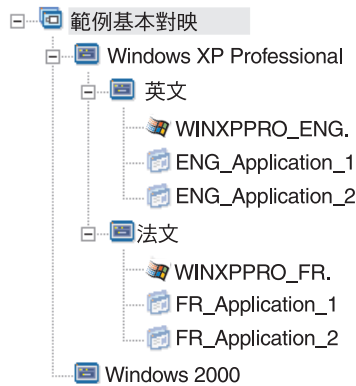 範例基本對映
Windows XP Professional
英文
WINXPPRO_ENG.
ENG_Application_1
ENG_Application_2
法文
WINXPPRO_FR.
FR_Application_1
FR_Application_2
Windows 2000